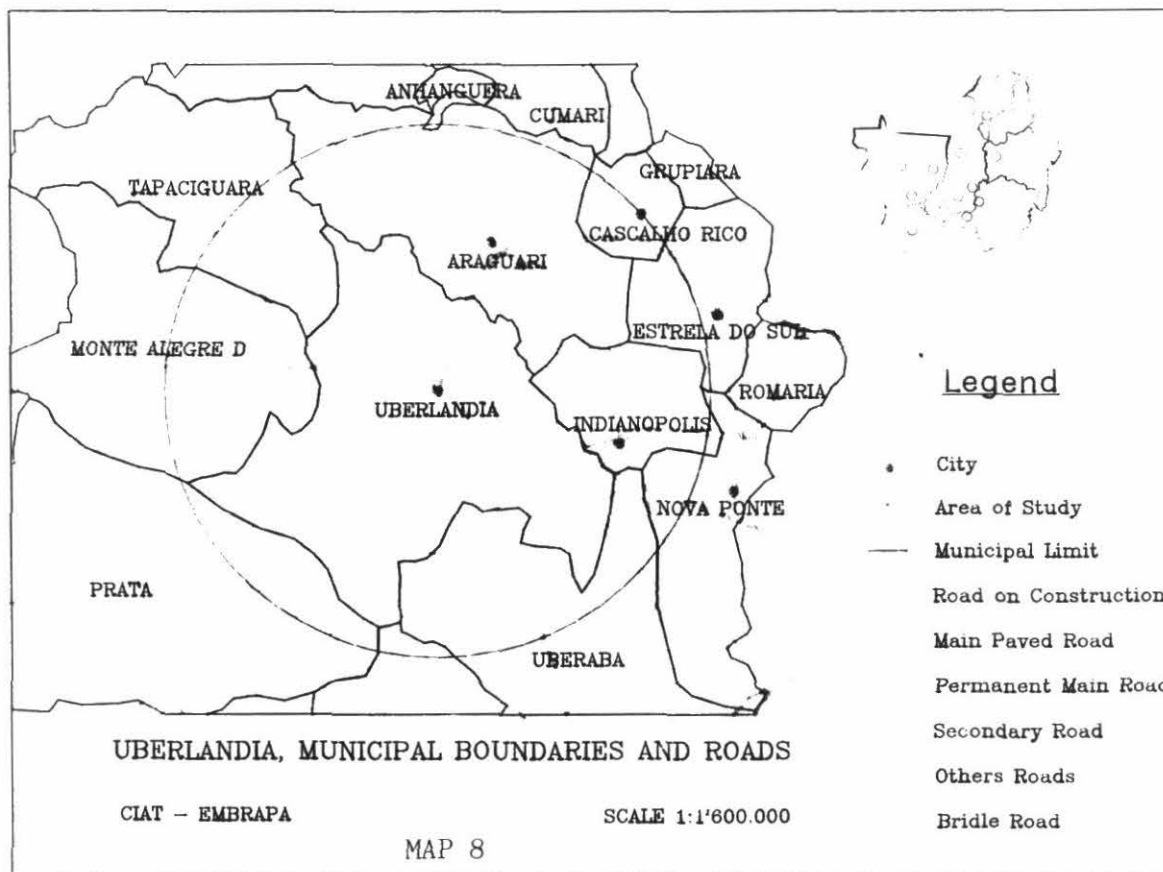 ANHANGUERA
CUMARI
GRUPIARA
TAPACIGUARA
CASCALHO RICO
ARAGUARI
ESTRELA DO SUL
MONTE ALEGRE D
ROMARIA
UBERLANDIA
INDIANOPOLIS
NOVA PONTE
PRATA
UBERABA
Legend
City
Area of Study
Municipal Limit
Road on Construction
Main Paved Road
Permanent Main Road
Secondary Road
Others Roads
Bridle Road
UBERLANDIA, MUNICIPAL BOUNDARIES AND ROADS
CIAT - EMBRAPA
SCALE 1:1'600.000
MAP 8